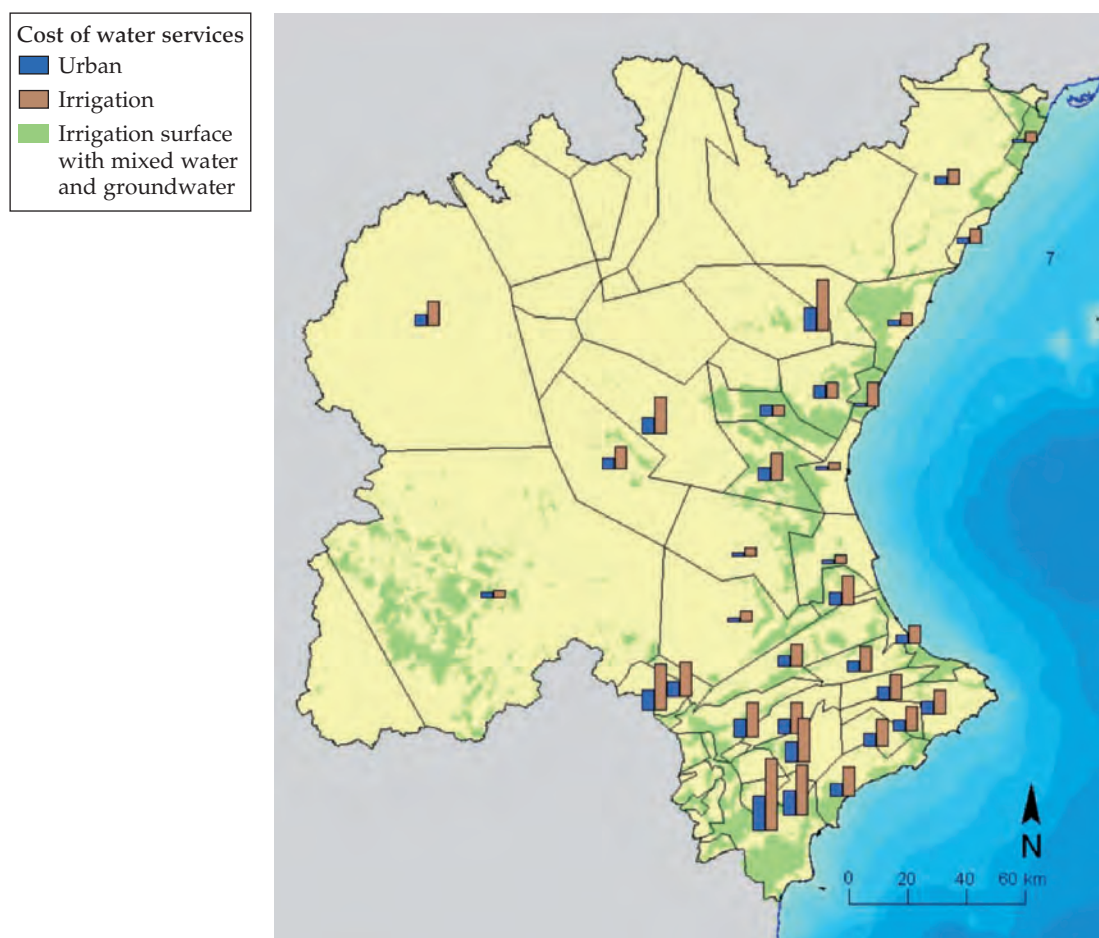 Cost of water services
Urban
Irrigation
Irrigation surface
with mixed water
and groundwater
7
N
0 20 40 60 km